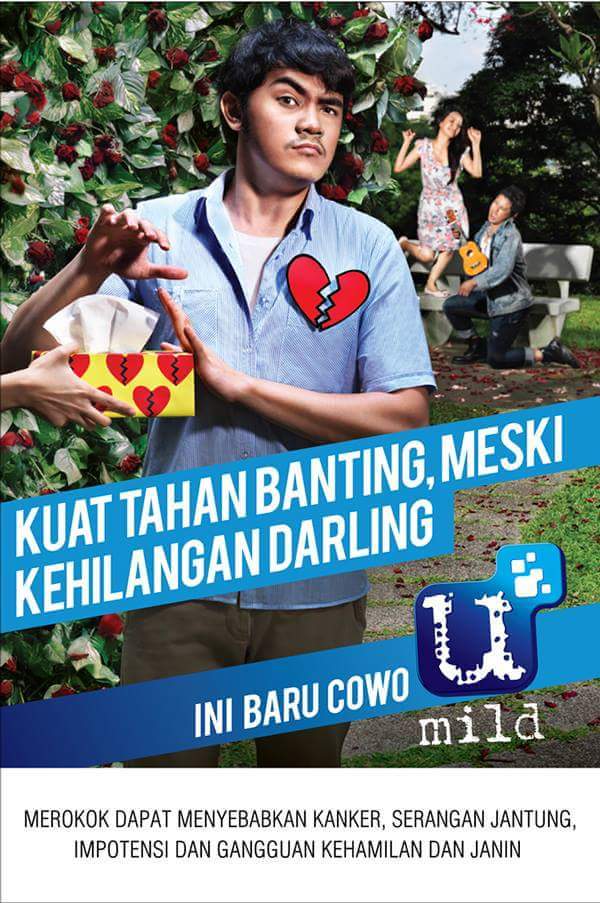 KUAT TAHAN BANTING, MESKI
KEHILANGAN DARLING
INI BARU COWO
U
mild
MEROKOK DAPAT MENYEBABKAN KANKER, SERANGAN JANTUNG,
IMPOTENSI DAN GANGGUAN KEHAMILAN DAN JANIN